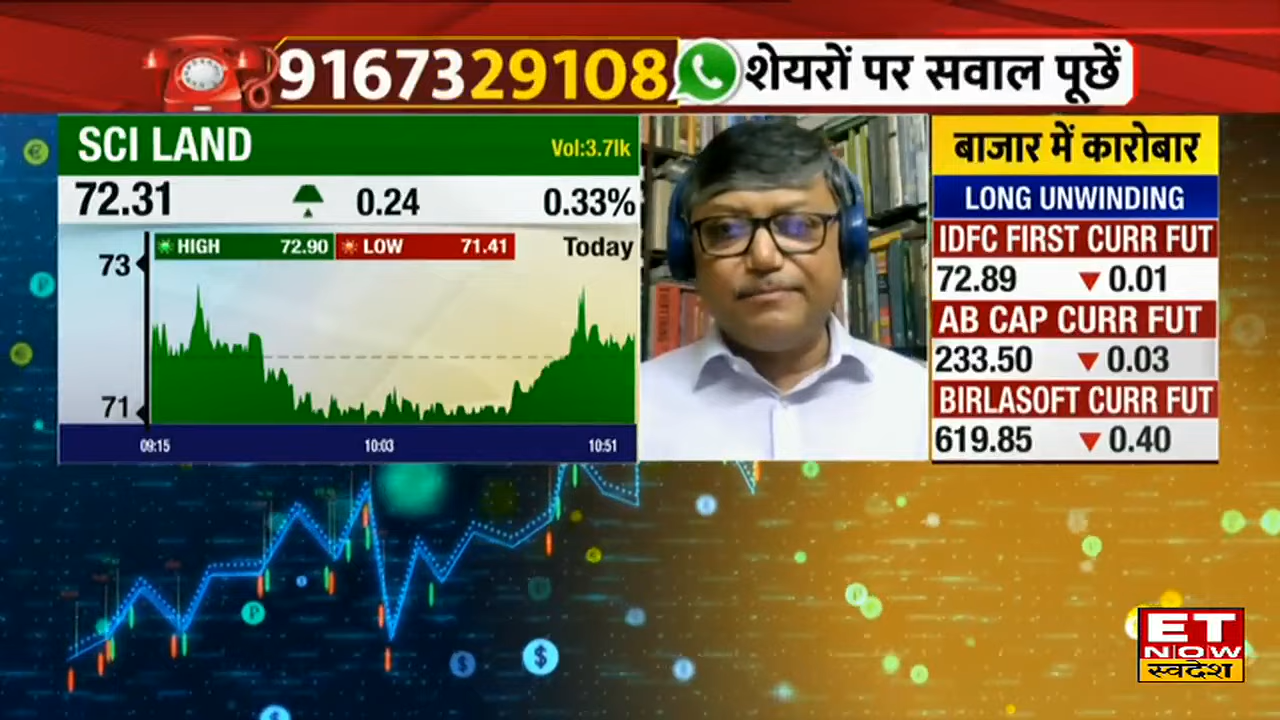 9167329108 शेयरों पर सवाल पूछें
SCI LAND Vol:3.7lk
72.31 0.24 0.33%
HIGH 72.90 LOW 71.41 Today
73
71
09:15 10:03 10:51
बाजार में कारोबार
LONG UNWINDING
IDFC FIRST CURR FUT
72.89 0.01
AB CAP CURR FUT
233.50 0.03
BIRLASOFT CURR FUT
619.85 0.40
ET
NOW
स्वदेश